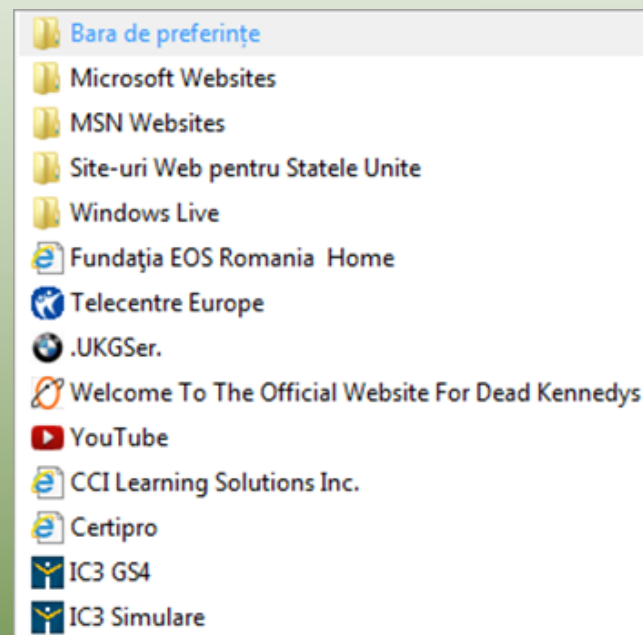 Bara de preferințe
Microsoft Websites
MSN Websites
Site-uri Web pentru Statele Unite
Windows Live
Fundaţia EOS Romania  Home
Telecentre Europe
.UKGSer.
Welcome To The Official Website For Dead Kennedys
YouTube
CCI Learning Solutions Inc.
Certipro
IC3 GS4
IC3 Simulare